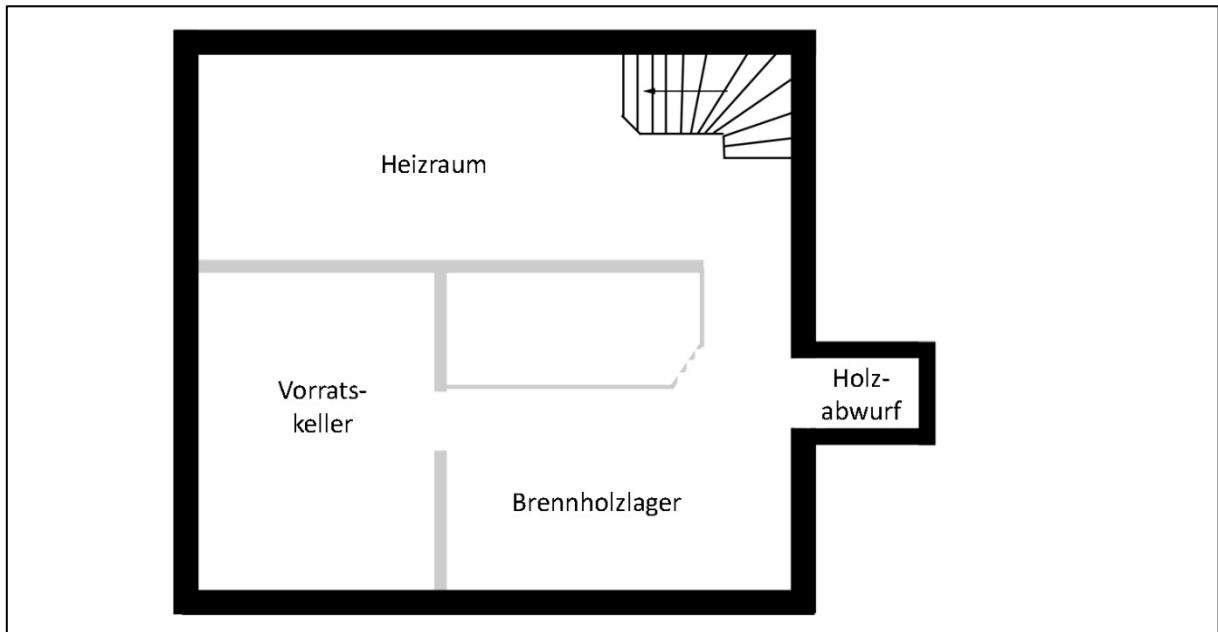 Heizraum
Vorrats-
keller
Holz-
abwurf
Brennholzlager